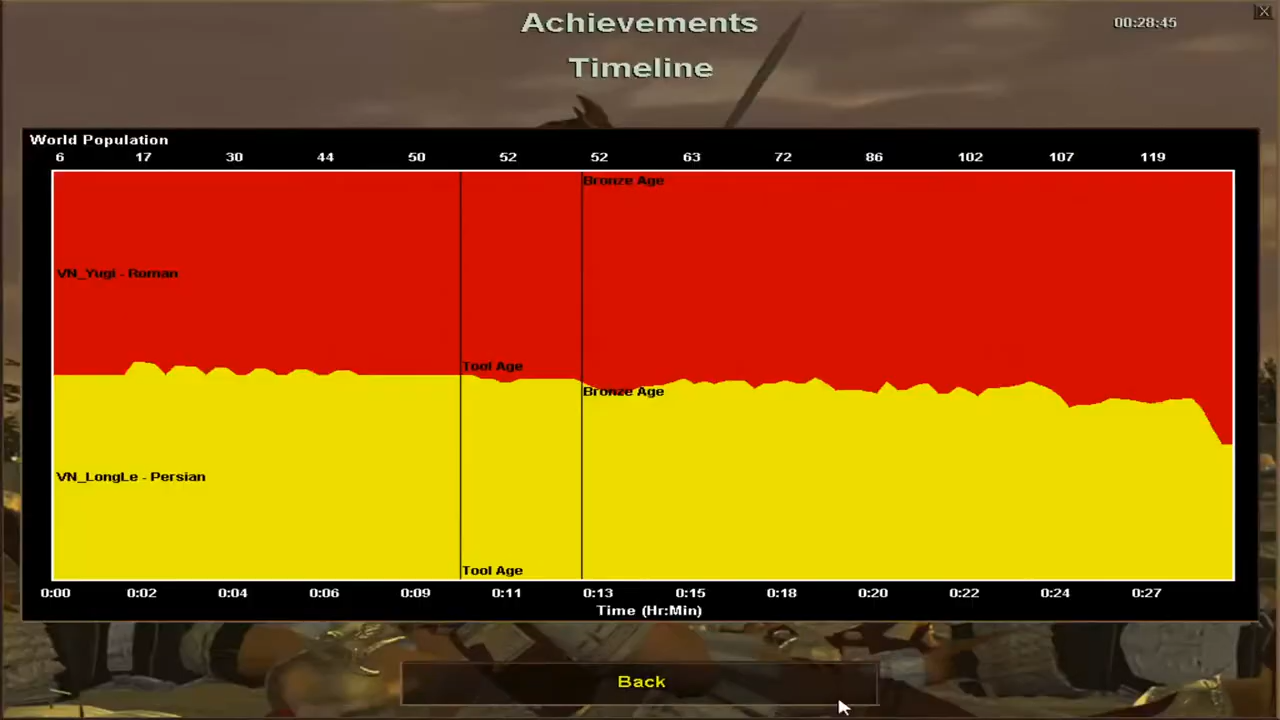 Achievements
00:28:45
Timeline
World Population
6 17 30 44 50 52 52 63 72 86 102 107 119
Bronze Age
VN_Yugi - Roman
Tool Age
Bronze Age
VN_LongLe - Persian
Tool Age
0:00 0:02 0:04 0:06 0:09 0:11 0:13 0:15 0:18 0:20 0:22 0:24 0:27
Time (Hr:Min)
Back